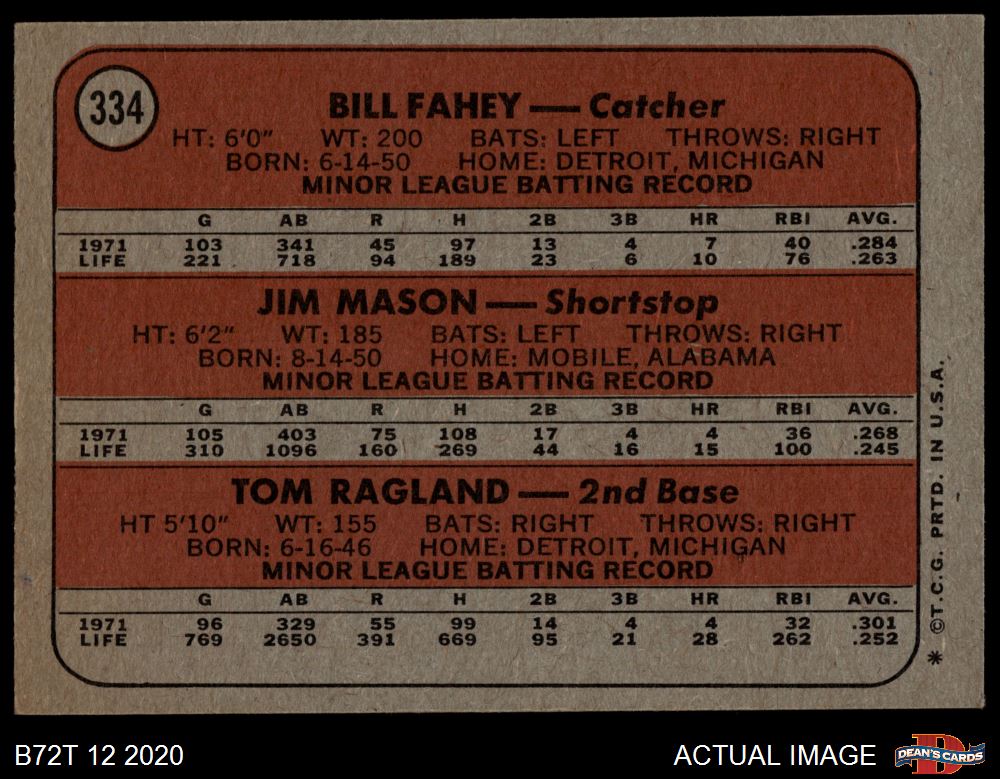 334
BILL FAHEY — Catcher
HT: 6'0" WT: 200 BATS: LEFT THROWS: RIGHT
BORN: 6-14-50 HOME: DETROIT, MICHIGAN
MINOR LEAGUE BATTING RECORD
G AB R H 2B 3B HR RBI AVG.
1971 103 341 45 97 13 4 7 40 .284
LIFE 221 718 94 189 23 6 10 76 .263
JIM MASON — Shortstop
HT: 6'2" WT: 185 BATS: LEFT THROWS: RIGHT
BORN: 8-14-50 HOME: MOBILE, ALABAMA
MINOR LEAGUE BATTING RECORD
G AB R H 2B 3B HR RBI AVG.
1971 105 403 75 108 17 4 4 36 .268
LIFE 310 1096 160 269 44 16 15 100 .245
TOM RAGLAND — 2nd Base
HT 5'10" WT: 155 BATS: RIGHT THROWS: RIGHT
BORN: 6-16-46 HOME: DETROIT, MICHIGAN
MINOR LEAGUE BATTING RECORD
G AB R H 2B 3B HR RBI AVG.
1971 96 329 55 99 14 4 4 32 .301
LIFE 769 2650 391 669 95 21 28 262 .252
* ©T.C.G. PRTD. IN U.S.A.
B72T 12 2020
ACTUAL IMAGE
DEAN'S CARDS